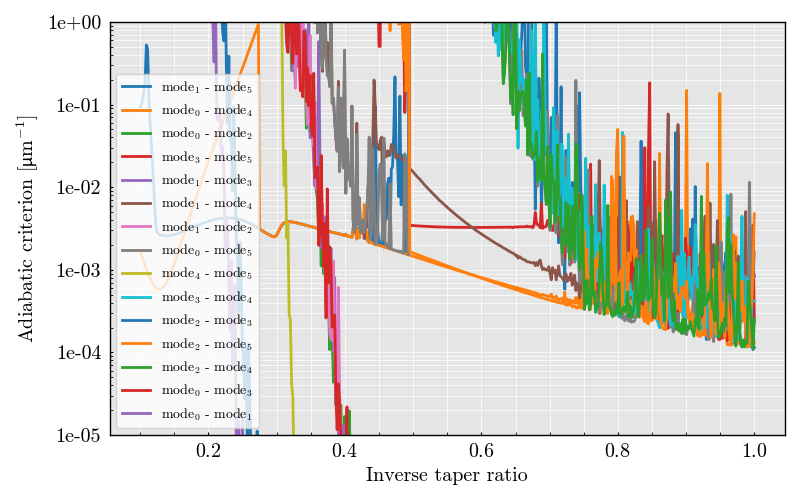 1e+00
1e-01
1e-02
1e-03
1e-04
1e-05
Adiabatic criterion [µm⁻¹]
mode₁ - mode₅
mode₀ - mode₄
mode₀ - mode₂
mode₃ - mode₅
mode₁ - mode₃
mode₁ - mode₄
mode₁ - mode₂
mode₀ - mode₅
mode₄ - mode₅
mode₃ - mode₄
mode₂ - mode₃
mode₂ - mode₅
mode₂ - mode₄
mode₀ - mode₃
mode₀ - mode₁
0.2 0.4 0.6 0.8 1.0
Inverse taper ratio